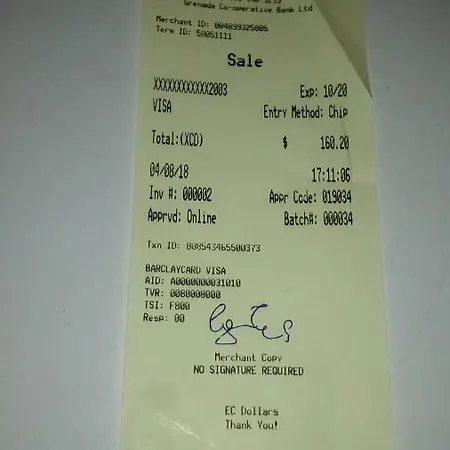 Grenada Co-operative Bank Ltd
Merchant ID: 004899325805
Term ID: 58051111
Sale
XXXXXXXXXXXX2003 Exp: 10/20
VISA Entry Method: Chip
Total:(XCD) $ 160.20
04/08/18 17:11:06
Inv #: 000002 Appr Code: 019034
Apprvd: Online Batch#: 000034
Txn ID: 808543465500373
BARCLAYCARD VISA
AID: A0000000031010
TVR: 0080008000
TSI: F800
Resp: 00
Merchant Copy
NO SIGNATURE REQUIRED
EC Dollars
Thank You!